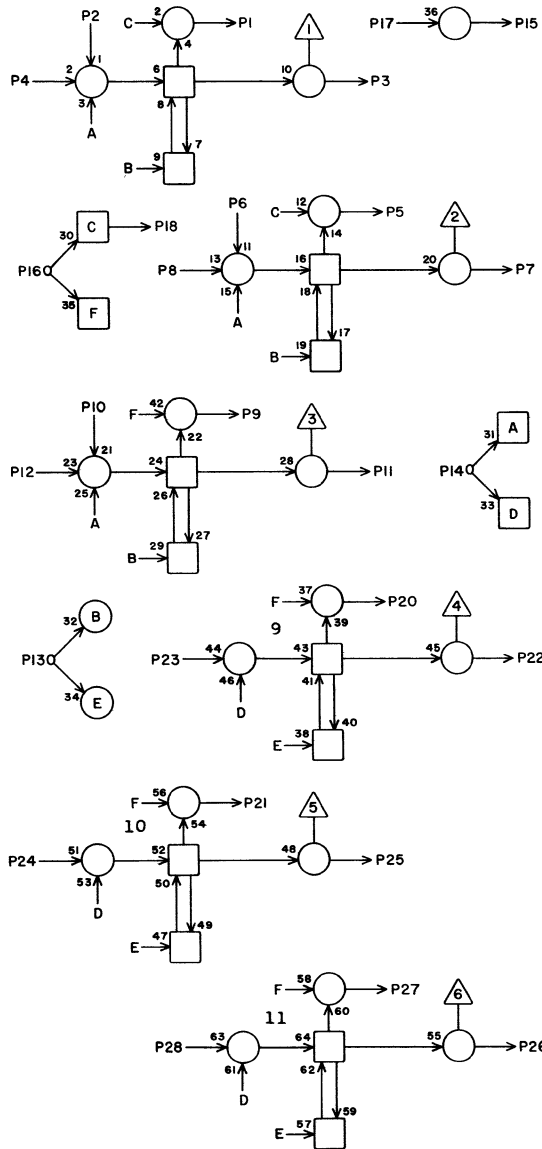 P2 C 2 P1 1 P17 36 P15
4
P4 2 1 6 10 P3
3 8
A 7
B 9
P6 C 12 P5 2
30 C P18 14
P16 P8 13 11 16 20 P7
35 F 15 18
A 17
B 19
P10 F 42 P9 3
22 31 A
P12 23 21 24 28 P11 P14
25 26 33 D
A 27
B 29
32 B F 37 P20 4
9 39
P13 P23 44 43 45 P22
34 E 46 41
D 40
E 38
F 56 P21 5
10 54
P24 51 52 48 P25
53 50
D 49
E 47
F 58 P27 6
11 60
P28 63 64 55 P26
61 62
D 59
E 57